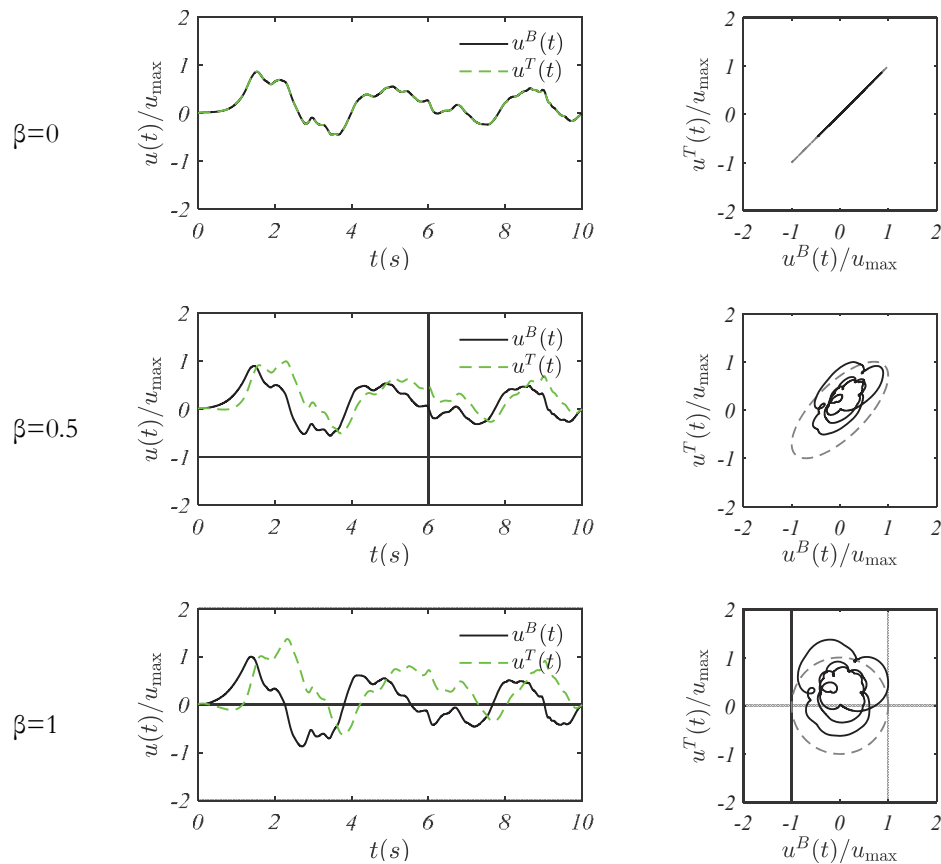 2
1
0
-1
-2
u(t)/u_max
u^B(t)
u^T(t)
0 2 4 6 8 10
t(s)
2
1
0
-1
-2
u^T(t)/u_max
-2 -1 0 1 2
u^B(t)/u_max
β=0
2
1
0
-1
-2
u(t)/u_max
u^B(t)
u^T(t)
0 2 4 6 8 10
t(s)
2
1
0
-1
-2
u^T(t)/u_max
-2 -1 0 1 2
u^B(t)/u_max
β=0.5
2
1
0
-1
-2
u(t)/u_max
u^B(t)
u^T(t)
0 2 4 6 8 10
t(s)
2
1
0
-1
-2
u^T(t)/u_max
-2 -1 0 1 2
u^B(t)/u_max
β=1